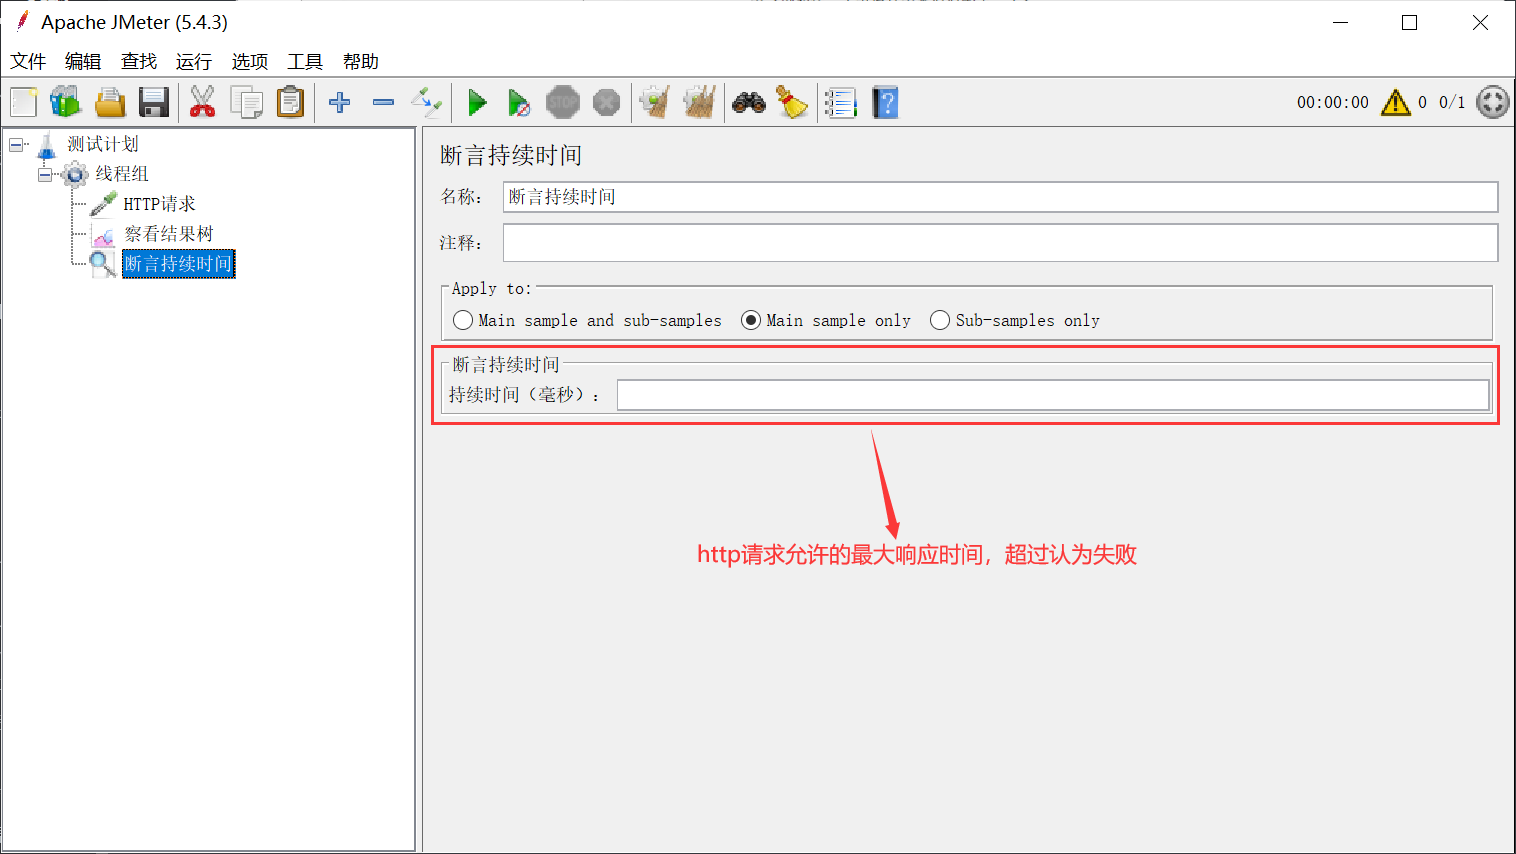 Apache JMeter (5.4.3)
文件 编辑 查找 运行 选项 工具 帮助
STOP
00:00:00 0 0/1
测试计划
线程组
HTTP请求
察看结果树
断言持续时间
断言持续时间
名称: 断言持续时间
注释:
Apply to:
Main sample and sub-samples Main sample only Sub-samples only
断言持续时间
持续时间（毫秒）:
http请求允许的最大响应时间，超过认为失败